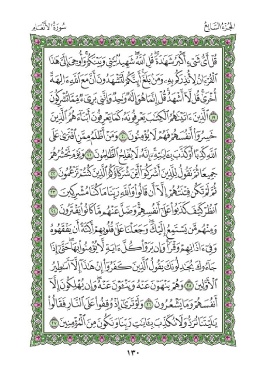 الجزء السابع
سورة الأنعام
قُلْ أَيُّ شَىْءٍ أَكْبَرُ شَهَٰدَةً قُلِ ٱللَّهُ شَهِيدٌۢ بَيْنِى وَبَيْنَكُمْ وَأُوحِىَ إِلَىَّ هَٰذَا
ٱلْقُرْءَانُ لِأُنذِرَكُم بِهِۦ وَمَنۢ بَلَغَ أَئِنَّكُمْ لَتَشْهَدُونَ أَنَّ مَعَ ٱللَّهِ ءَالِهَةً
أُخْرَىٰ قُل لَّآ أَشْهَدُ قُلْ إِنَّمَا هُوَ إِلَٰهٌ وَٰحِدٌ وَإِنَّنِى بَرِىٓءٌ مِّمَّا تُشْرِكُونَ
١٩ ٱلَّذِينَ ءَاتَيْنَٰهُمُ ٱلْكِتَٰبَ يَعْرِفُونَهُۥ كَمَا يَعْرِفُونَ أَبْنَآءَهُمُ ٱلَّذِينَ
خَسِرُوٓا۟ أَنفُسَهُمْ فَهُمْ لَا يُؤْمِنُونَ ٢٠ وَمَنْ أَظْلَمُ مِمَّنِ ٱفْتَرَىٰ عَلَى
ٱللَّهِ كَذِبًا أَوْ كَذَّبَ بِـَٔايَٰتِهِۦٓ إِنَّهُۥ لَا يُفْلِحُ ٱلظَّٰلِمُونَ ٢١ وَيَوْمَ نَحْشُرُهُمْ
جَمِيعًا ثُمَّ نَقُولُ لِلَّذِينَ أَشْرَكُوٓا۟ أَيْنَ شُرَكَآؤُكُمُ ٱلَّذِينَ كُنتُمْ تَزْعُمُونَ ٢٢
ثُمَّ لَمْ تَكُن فِتْنَتُهُمْ إِلَّآ أَن قَالُوا۟ وَٱللَّهِ رَبِّنَا مَا كُنَّا مُشْرِكِينَ ٢٣
ٱنظُرْ كَيْفَ كَذَبُوا۟ عَلَىٰٓ أَنفُسِهِمْ وَضَلَّ عَنْهُم مَّا كَانُوا۟ يَفْتَرُونَ ٢٤
وَمِنْهُم مَّن يَسْتَمِعُ إِلَيْكَ وَجَعَلْنَا عَلَىٰ قُلُوبِهِمْ أَكِنَّةً أَن يَفْقَهُوهُ
وَفِىٓ ءَاذَانِهِمْ وَقْرًا وَإِن يَرَوْا۟ كُلَّ ءَايَةٍ لَّا يُؤْمِنُوا۟ بِهَا حَتَّىٰٓ إِذَا
جَآءُوكَ يُجَٰدِلُونَكَ يَقُولُ ٱلَّذِينَ كَفَرُوٓا۟ إِنْ هَٰذَآ إِلَّآ أَسَٰطِيرُ
ٱلْأَوَّلِينَ ٢٥ وَهُمْ يَنْهَوْنَ عَنْهُ وَيَنْـَٔوْنَ عَنْهُ وَإِن يُهْلِكُونَ إِلَّآ
أَنفُسَهُمْ وَمَا يَشْعُرُونَ ٢٦ وَلَوْ تَرَىٰٓ إِذْ وُقِفُوا۟ عَلَى ٱلنَّارِ فَقَالُوا۟
يَٰلَيْتَنَا نُرَدُّ وَلَا نُكَذِّبَ بِـَٔايَٰتِ رَبِّنَا وَنَكُونَ مِنَ ٱلْمُؤْمِنِينَ ٢٧
١٣٠